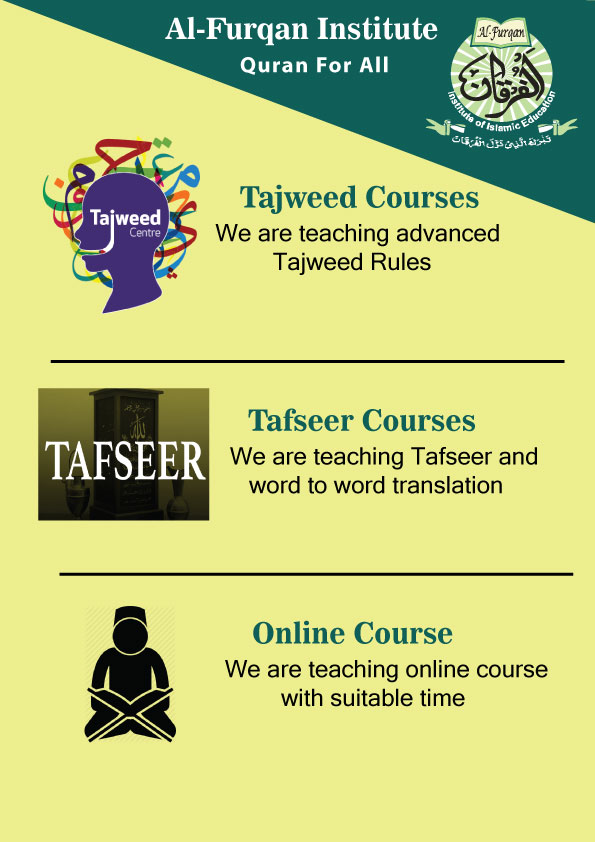 Al-Furqan Institute
Quran For All
Al-Furqan
الفرقان
Institute of Islamic Education
Tajweed
Centre
Tajweed Courses
We are teaching advanced
Tajweed Rules
TAFSEER
Tafseer Courses
We are teaching Tafseer and
word to word translation
Online Course
We are teaching online course
with suitable time